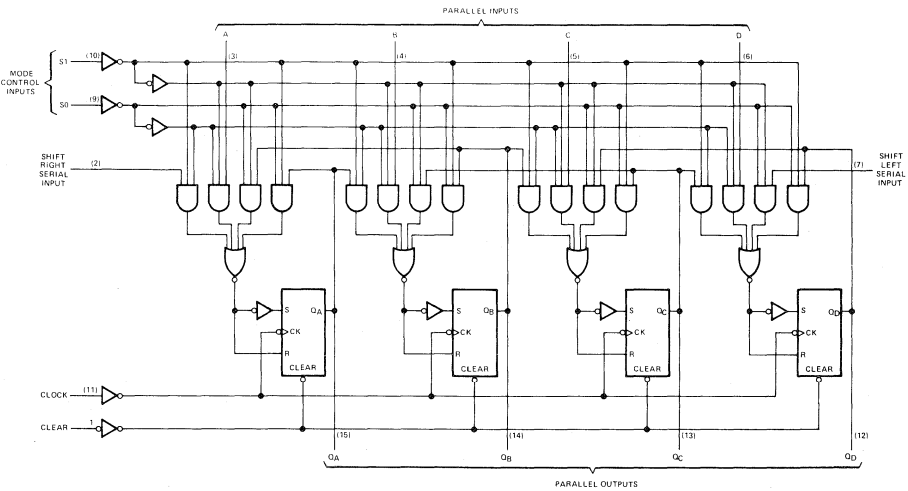 PARALLEL INPUTS
A B C D
(3) (4) (5) (6)
MODE
CONTROL
INPUTS
S1 (10)
S0 (9)
SHIFT
RIGHT
SERIAL
INPUT
(2)
(7)
SHIFT
LEFT
SERIAL
INPUT
S QA S QB S QC S QD
CK CK CK CK
R R R R
CLEAR CLEAR CLEAR CLEAR
CLOCK (11)
CLEAR 1
(15) (14) (13) (12)
QA QB QC QD
PARALLEL OUTPUTS